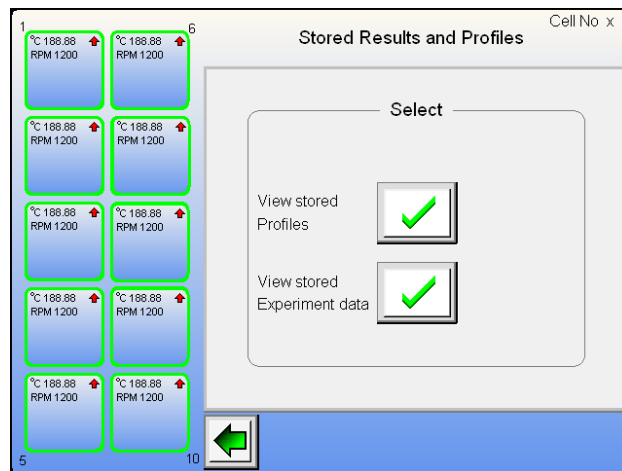 1
6
°C 188.88
RPM 1200
°C 188.88
RPM 1200
°C 188.88
RPM 1200
°C 188.88
RPM 1200
°C 188.88
RPM 1200
°C 188.88
RPM 1200
°C 188.88
RPM 1200
°C 188.88
RPM 1200
°C 188.88
RPM 1200
°C 188.88
RPM 1200
5
10
Cell No x
Stored Results and Profiles
Select
View stored
Profiles
View stored
Experiment data